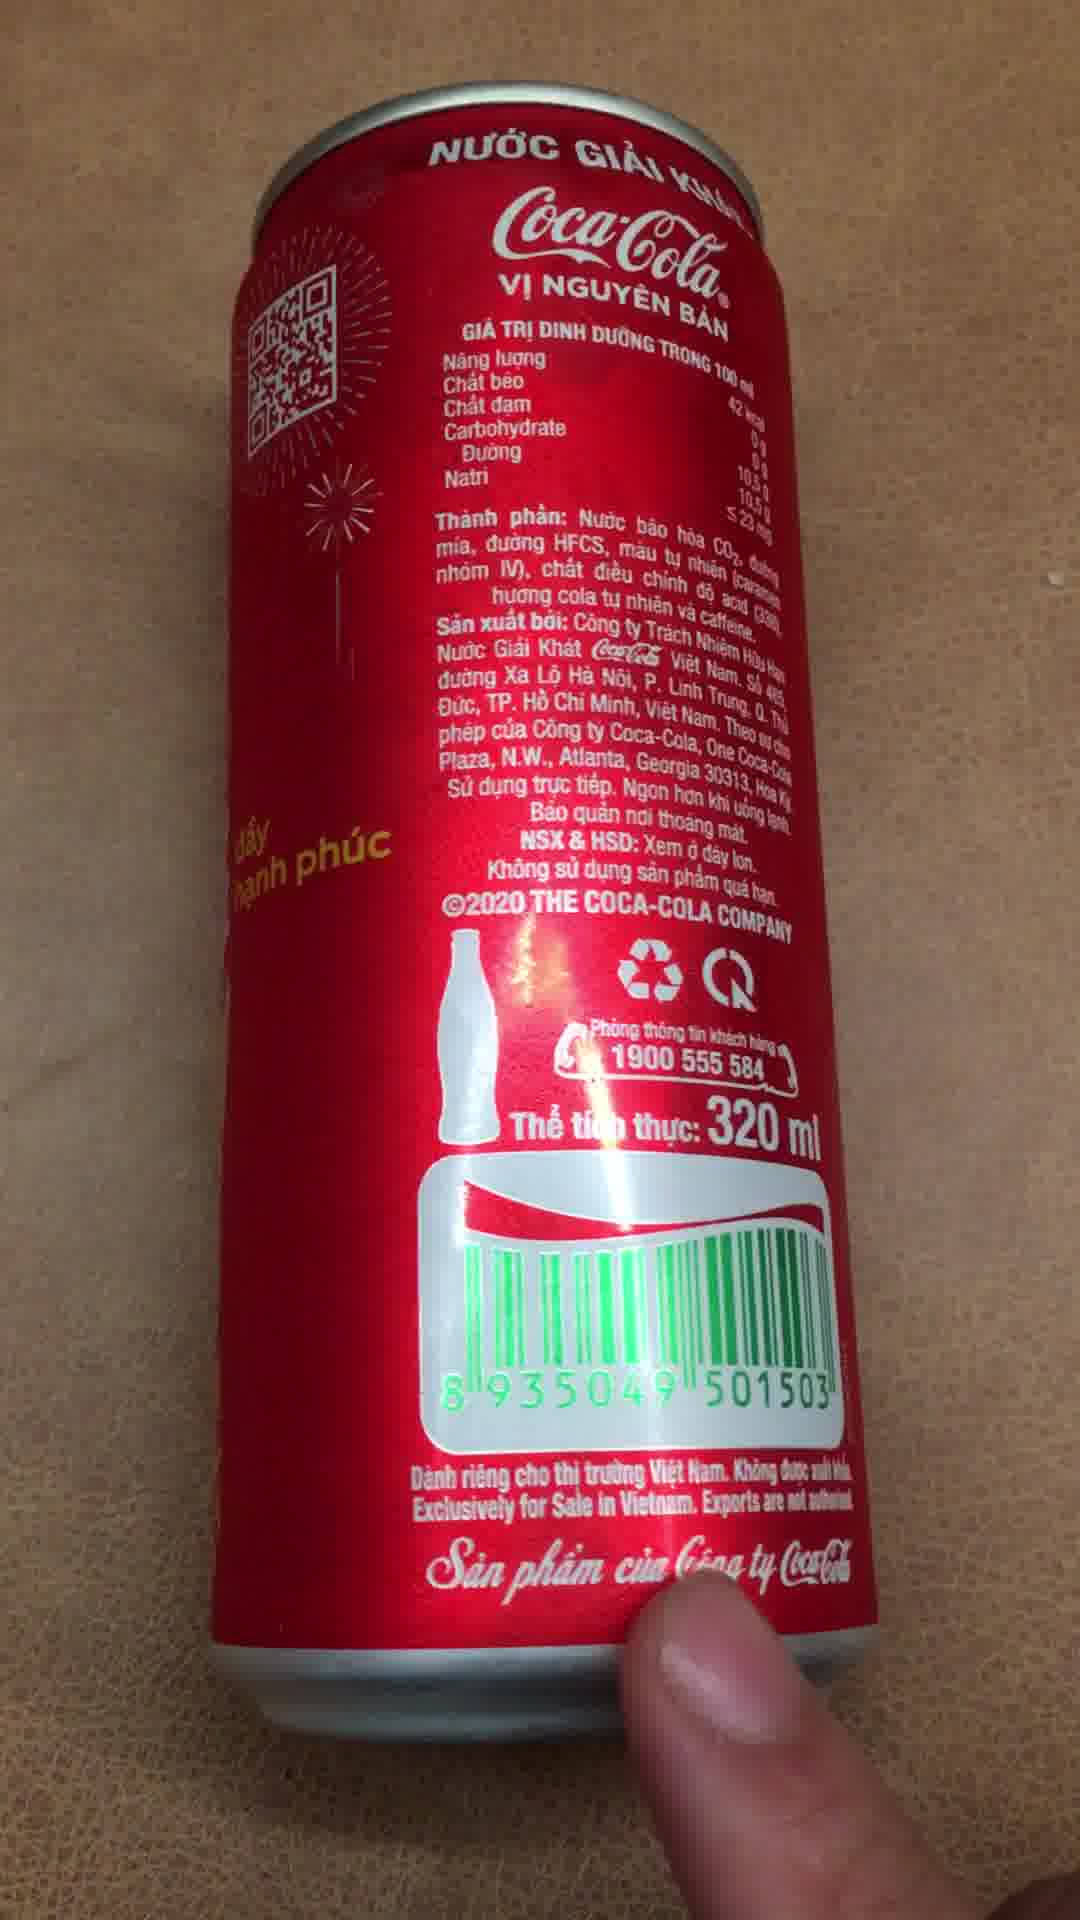 NƯỚC GIẢI KHÁT
Coca-Cola
VỊ NGUYÊN BẢN
GIÁ TRỊ DINH DƯỠNG TRONG 100 ml
Năng lượng 42 kcal
Chất béo 0 g
Chất đạm 0 g
Carbohydrate 10,5 g
Đường 10,5 g
Natri ≤ 23 mg
Thành phần: Nước bão hòa CO₂, đường
mía, đường HFCS, màu tự nhiên (caramen
nhóm IV), chất điều chỉnh độ acid (338),
hương cola tự nhiên và caffeine.
Sản xuất bởi: Công ty Trách Nhiệm Hữu Hạn
Nước Giải Khát Coca-Cola Việt Nam. Số 485,
đường Xa Lộ Hà Nội, P. Linh Trung, Q. Thủ
Đức, TP. Hồ Chí Minh, Việt Nam. Theo sự cho
phép của Công ty Coca-Cola, One Coca-Cola
Plaza, N.W., Atlanta, Georgia 30313, Hoa Kỳ.
Sử dụng trực tiếp. Ngon hơn khi uống lạnh.
Bảo quản nơi thoáng mát.
NSX & HSD: Xem ở đáy lon.
Không sử dụng sản phẩm quá hạn.
©2020 THE COCA-COLA COMPANY
Phòng thông tin khách hàng
1900 555 584
Thể tích thực: 320 ml
8 935049 501503
Dành riêng cho thị trường Việt Nam. Không được xuất khẩu.
Exclusively for Sale in Vietnam. Exports are not authorized.
Sản phẩm của Công ty Coca-Cola
đầy
hạnh phúc